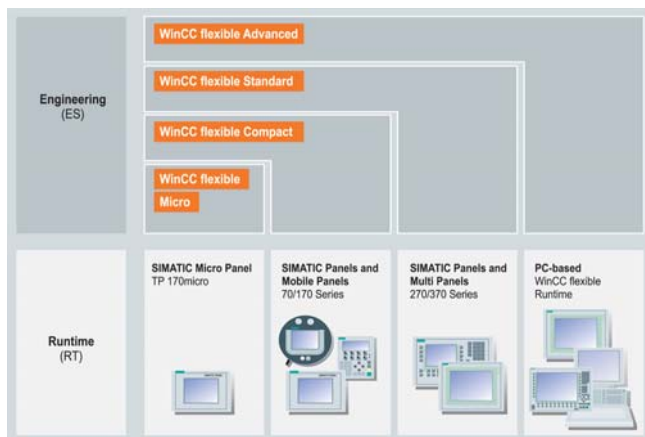 WinCC flexible Advanced
WinCC flexible Standard
Engineering
(ES)
WinCC flexible Compact
WinCC flexible
Micro
SIMATIC Micro Panel
TP 170micro
SIMATIC Panels and
Mobile Panels
70/170 Series
SIMATIC Panels and
Multi Panels
270/370 Series
PC-based
WinCC flexible
Runtime
Runtime
(RT)